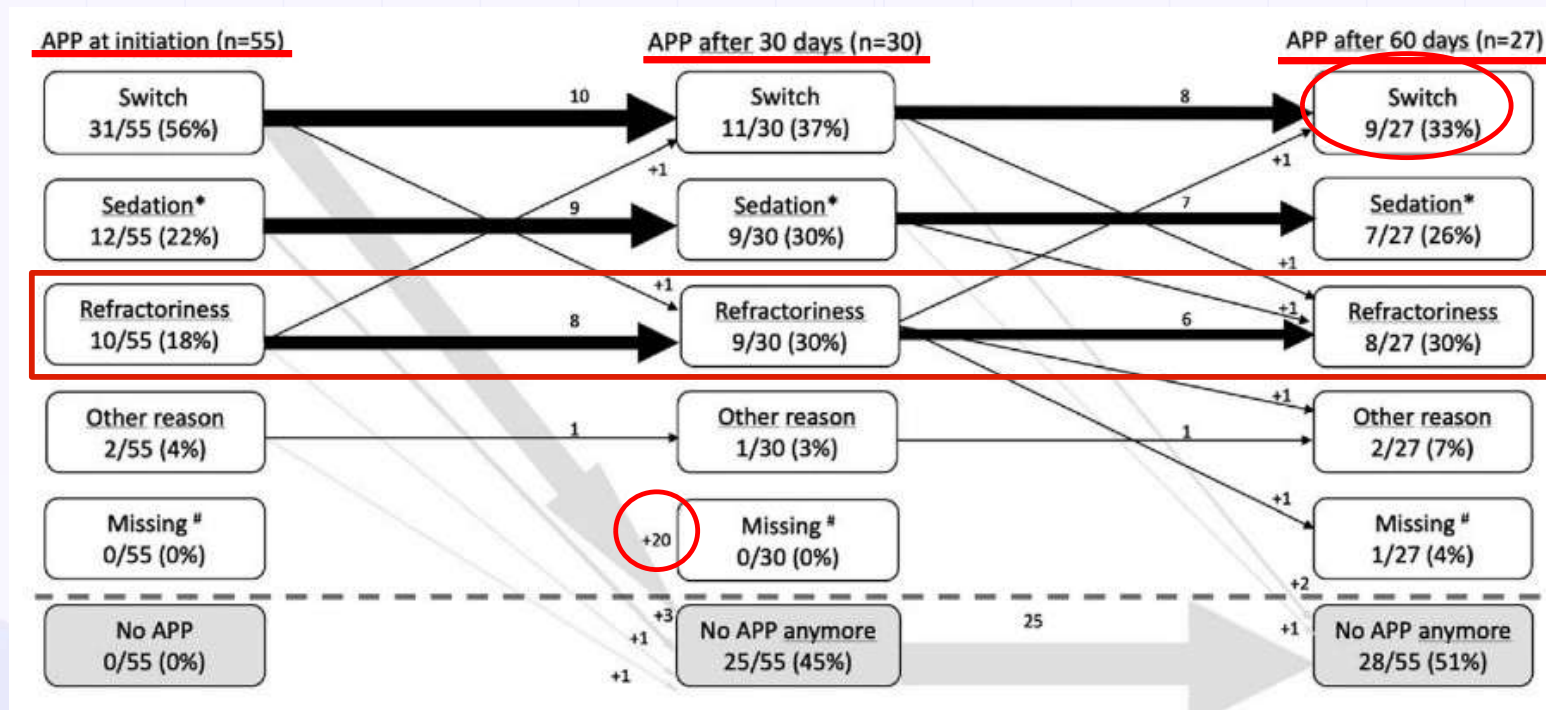 APP at initiation (n=55)
APP after 30 days (n=30)
APP after 60 days (n=27)
Switch
31/55 (56%)
10
Switch
11/30 (37%)
8
Switch
9/27 (33%)
+1
+1
Sedation*
12/55 (22%)
9
Sedation*
9/30 (30%)
7
Sedation*
7/27 (26%)
+1
+1
Refractoriness
10/55 (18%)
8
Refractoriness
9/30 (30%)
6
+1
Refractoriness
8/27 (30%)
+1
Other reason
2/55 (4%)
1
Other reason
1/30 (3%)
1
Other reason
2/27 (7%)
+1
Missing #
0/55 (0%)
+20
Missing #
0/30 (0%)
Missing #
1/27 (4%)
+2
No APP
0/55 (0%)
+3
+1
+1
No APP anymore
25/55 (45%)
25
+1
No APP anymore
28/55 (51%)